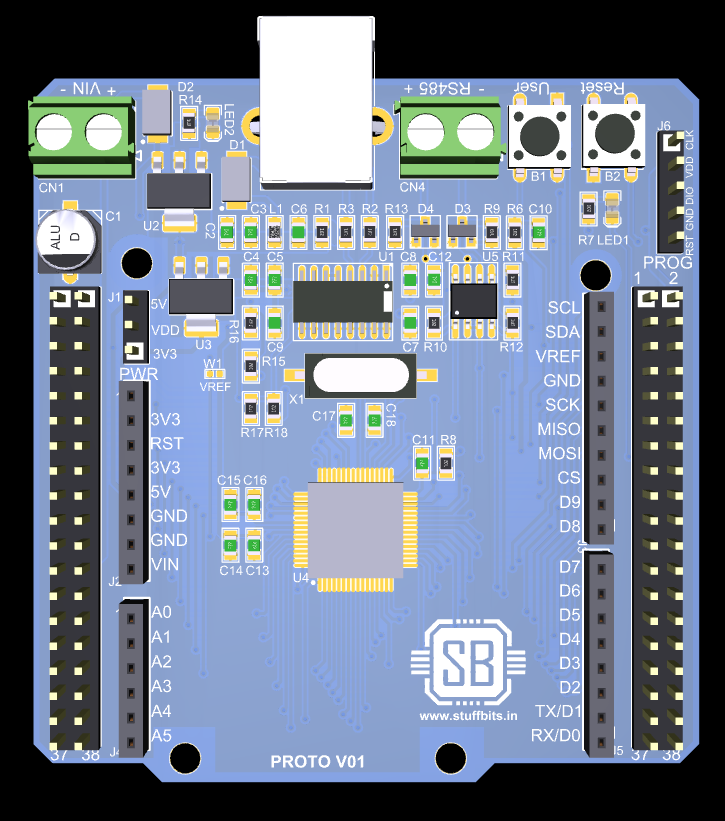 - VIN +
D2
R14
LED2
D1
+ RS485 -
User
Reset
J6
CLK
VDD
DIO
GND
RST
CN1
U2
CN4
B1
B2
C1
ALU
D
C2
C3
L1
C6
R1
R3
R2
R13
D4
D3
R9
R6
C10
R7
LED1
PROG
C4
C5
U1
C8
C12
U5
R11
1
2
J1
5V
VDD
3V3
PWR
U3
R16
C9
C7
R10
R12
R15
W1
VREF
X1
R17
R18
C17
C18
C11
R8
C15
C16
C14
C13
U4
1
3V3
RST
3V3
5V
GND
GND
VIN
J2
A0
A1
A2
A3
A4
A5
J4
37
38
SCL
SDA
VREF
GND
SCK
MISO
MOSI
CS
D9
D8
D7
D6
D5
D4
D3
D2
TX/D1
RX/D0
J5
37
38
SB
www.stuffbits.in
PROTO V01